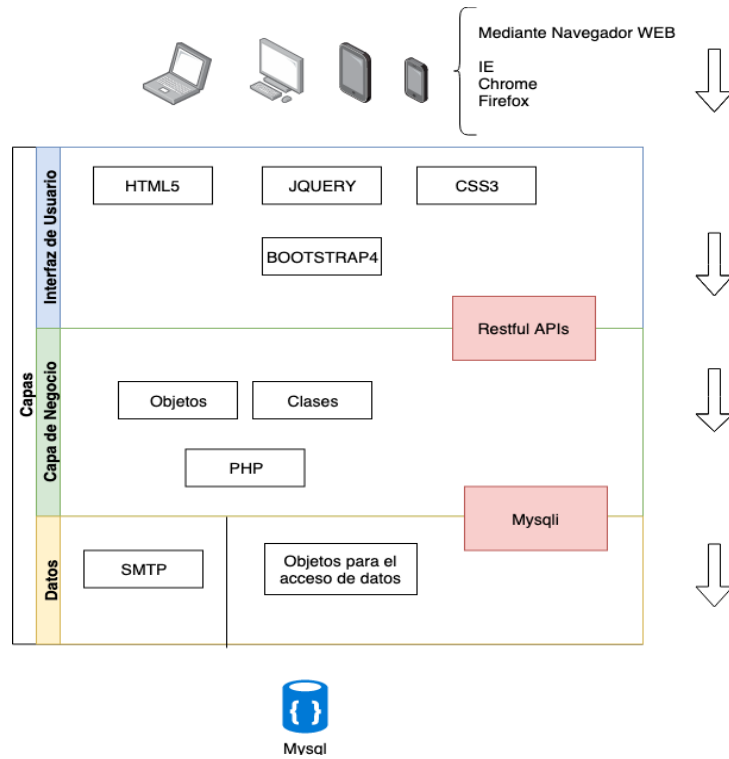 Mediante Navegador WEB
IE
Chrome
Firefox
Capas
Interfaz de Usuario
HTML5
JQUERY
CSS3
BOOTSTRAP4
Restful APIs
Capa de Negocio
Objetos
Clases
PHP
Mysqli
Datos
SMTP
Objetos para el
acceso de datos
{ }
Mysql